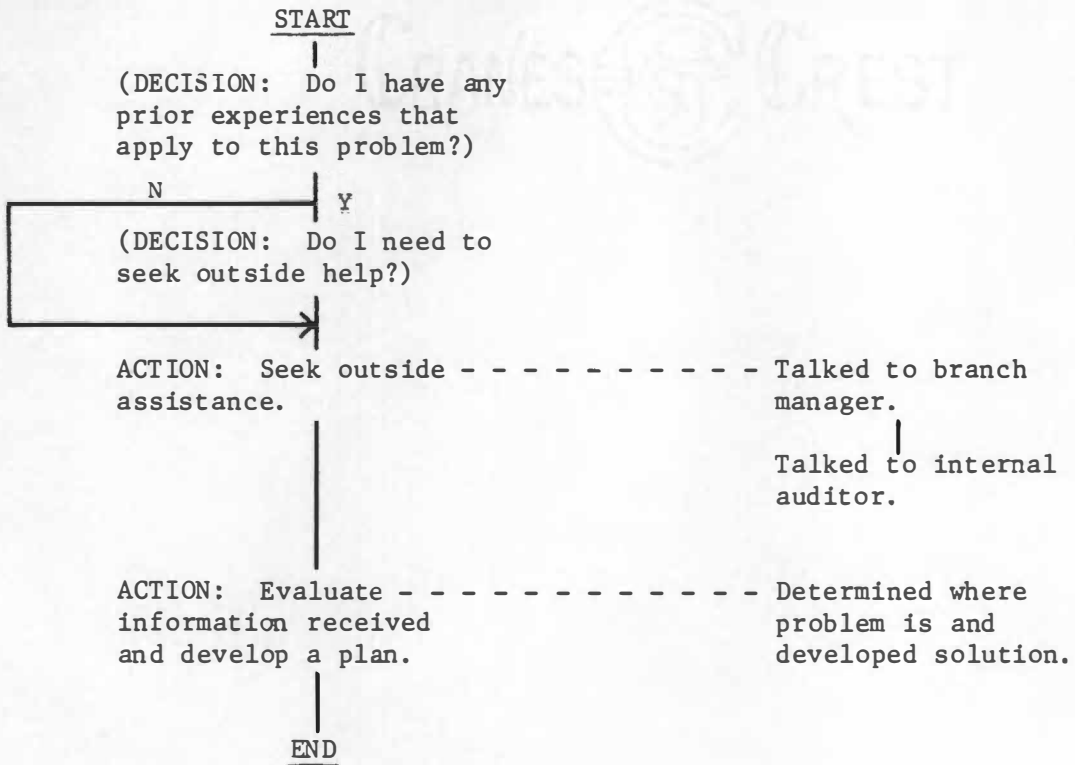 START
(DECISION: Do I have any
prior experiences that
apply to this problem?)
N
Y
(DECISION: Do I need to
seek outside help?)
ACTION: Seek outside - - - - - - - - - - - Talked to branch
assistance. manager.
Talked to internal
auditor.
ACTION: Evaluate - - - - - - - - - - - - - Determined where
information received problem is and
and develop a plan. developed solution.
END
CRANES CREST